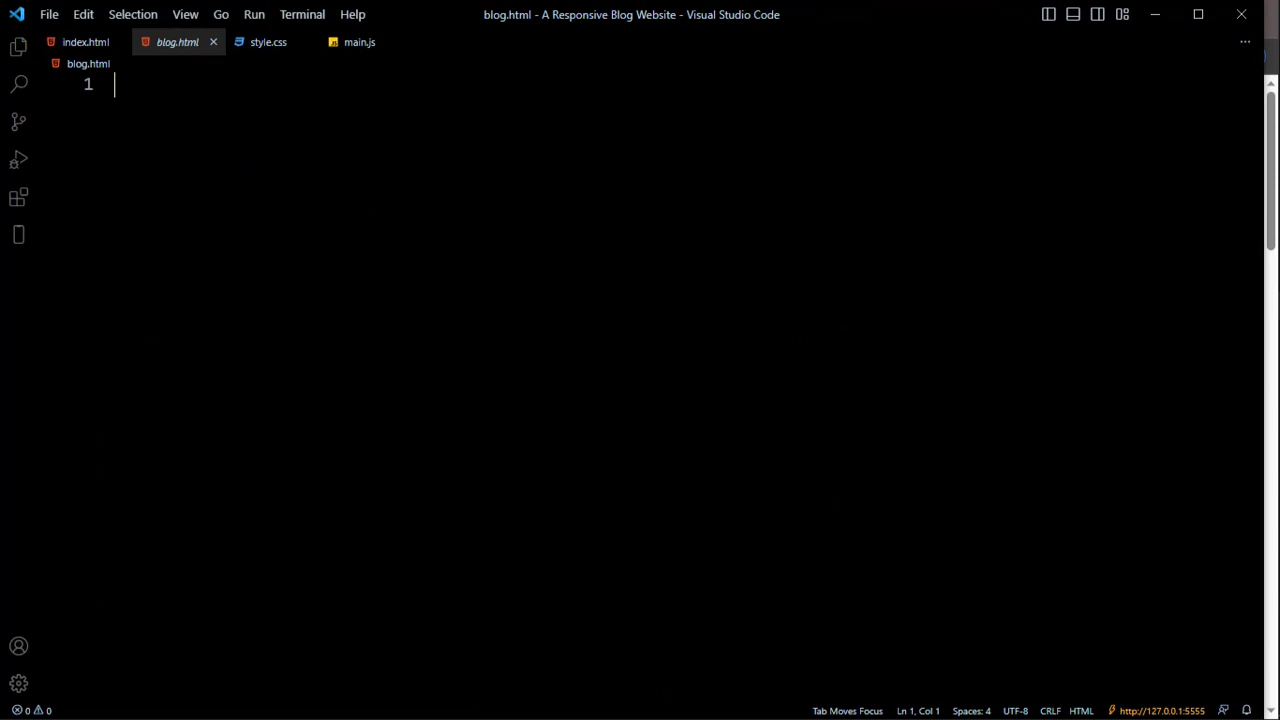 File Edit Selection View Go Run Terminal Help blog.html - A Responsive Blog Website - Visual Studio Code
index.html blog.html style.css main.js
blog.html
1
0 0 Tab Moves Focus Ln 1, Col 1 Spaces: 4 UTF-8 CRLF HTML http://127.0.0.1:5555